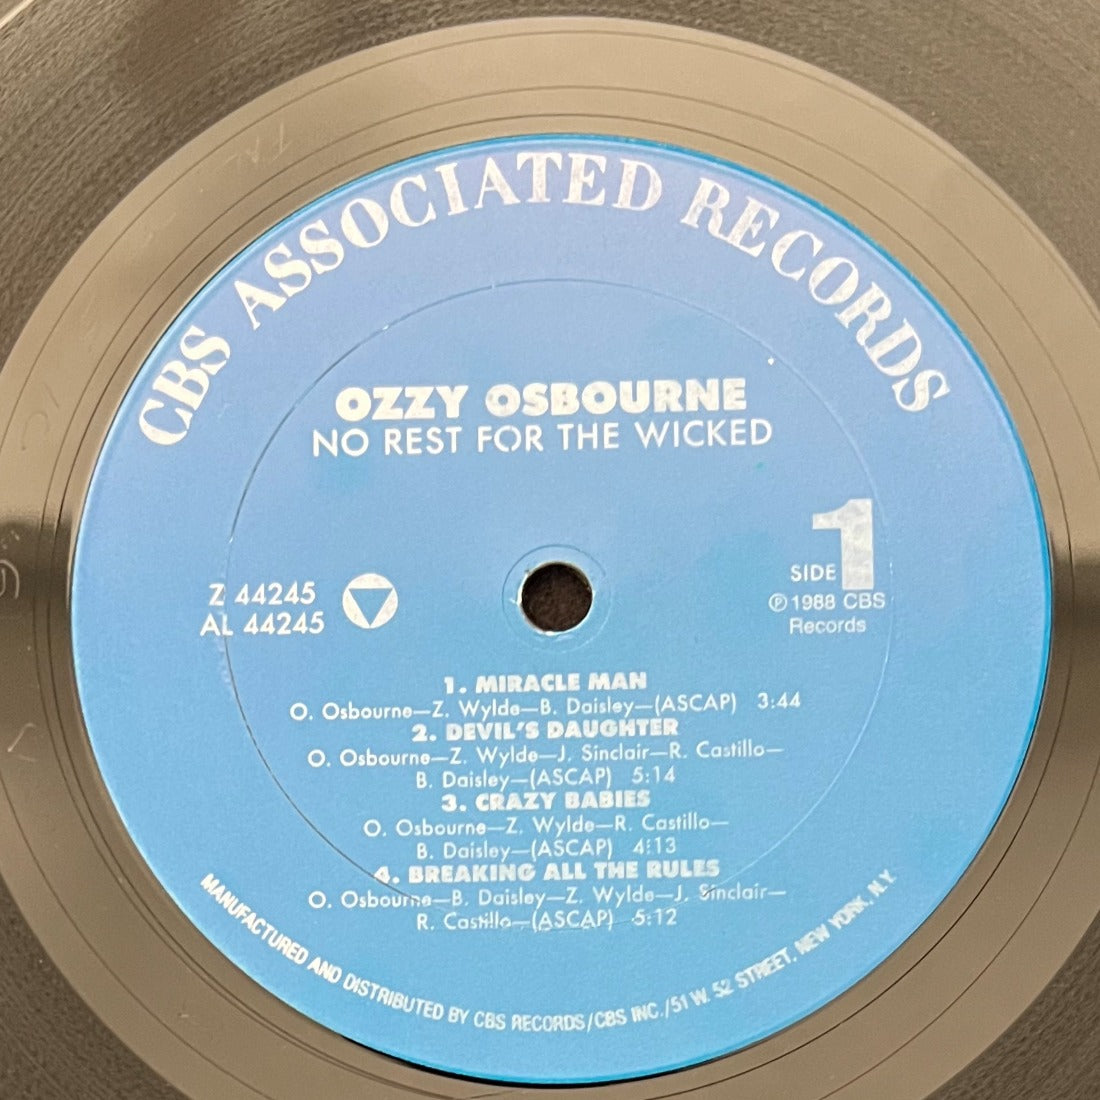 CBS ASSOCIATED RECORDS
OZZY OSBOURNE
NO REST FOR THE WICKED
SIDE 1
Z 44245
AL 44245
Ⓟ 1988 CBS
Records
1. MIRACLE MAN
O. Osbourne—Z. Wylde—B. Daisley—(ASCAP) 3:44
2. DEVIL'S DAUGHTER
O. Osbourne—Z. Wylde—J. Sinclair—R. Castillo—
B. Daisley—(ASCAP) 5:14
3. CRAZY BABIES
O. Osbourne—Z. Wylde—R. Castillo—
B. Daisley—(ASCAP) 4:13
4. BREAKING ALL THE RULES
O. Osbourne—B. Daisley—Z. Wylde—J. Sinclair—
R. Castillo—(ASCAP) 5:12
MANUFACTURED AND DISTRIBUTED BY CBS RECORDS/CBS INC./51 W. 52 STREET, NEW YORK, N.Y.